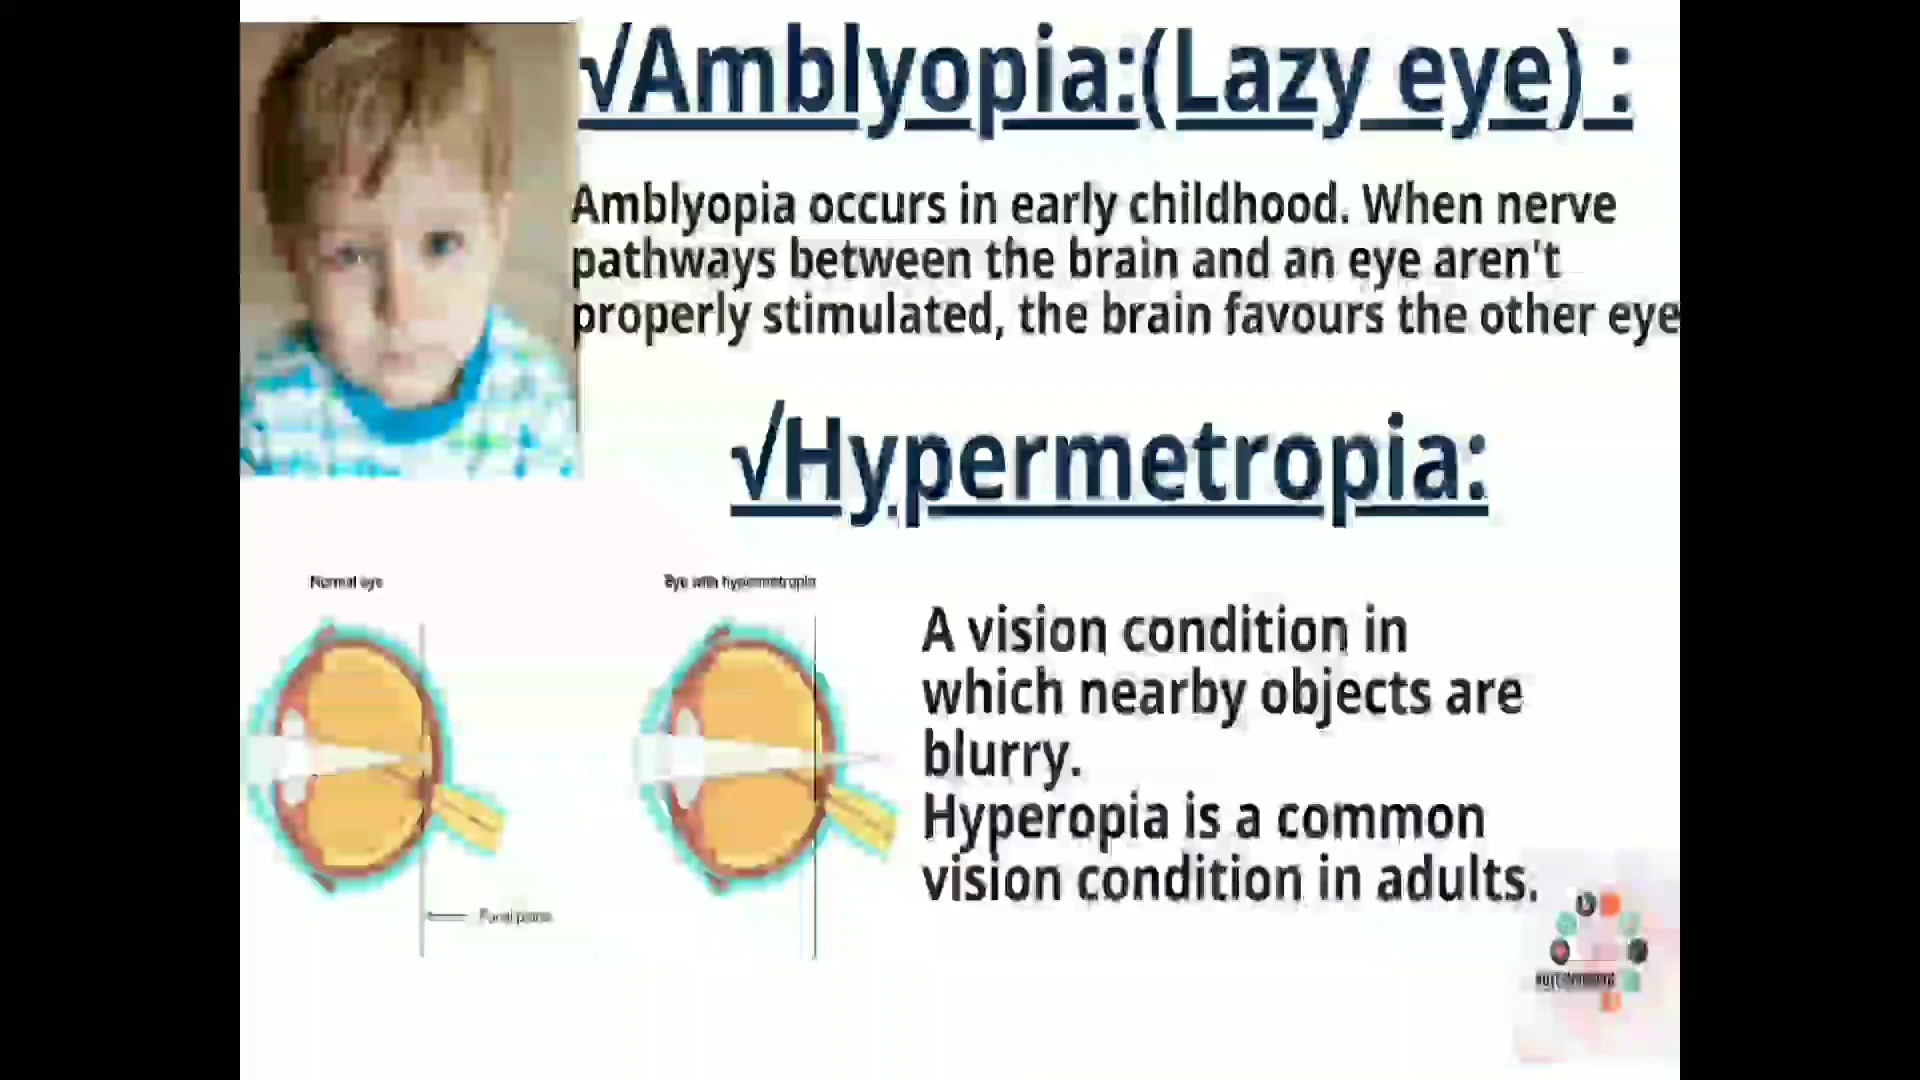 √Amblyopia:(Lazy eye) :
Amblyopia occurs in early childhood. When nerve
pathways between the brain and an eye aren't
properly stimulated, the brain favours the other eye
√Hypermetropia:
Normal eye
Eye with hypermetropia
A vision condition in
which nearby objects are
blurry.
Hyperopia is a common
vision condition in adults.